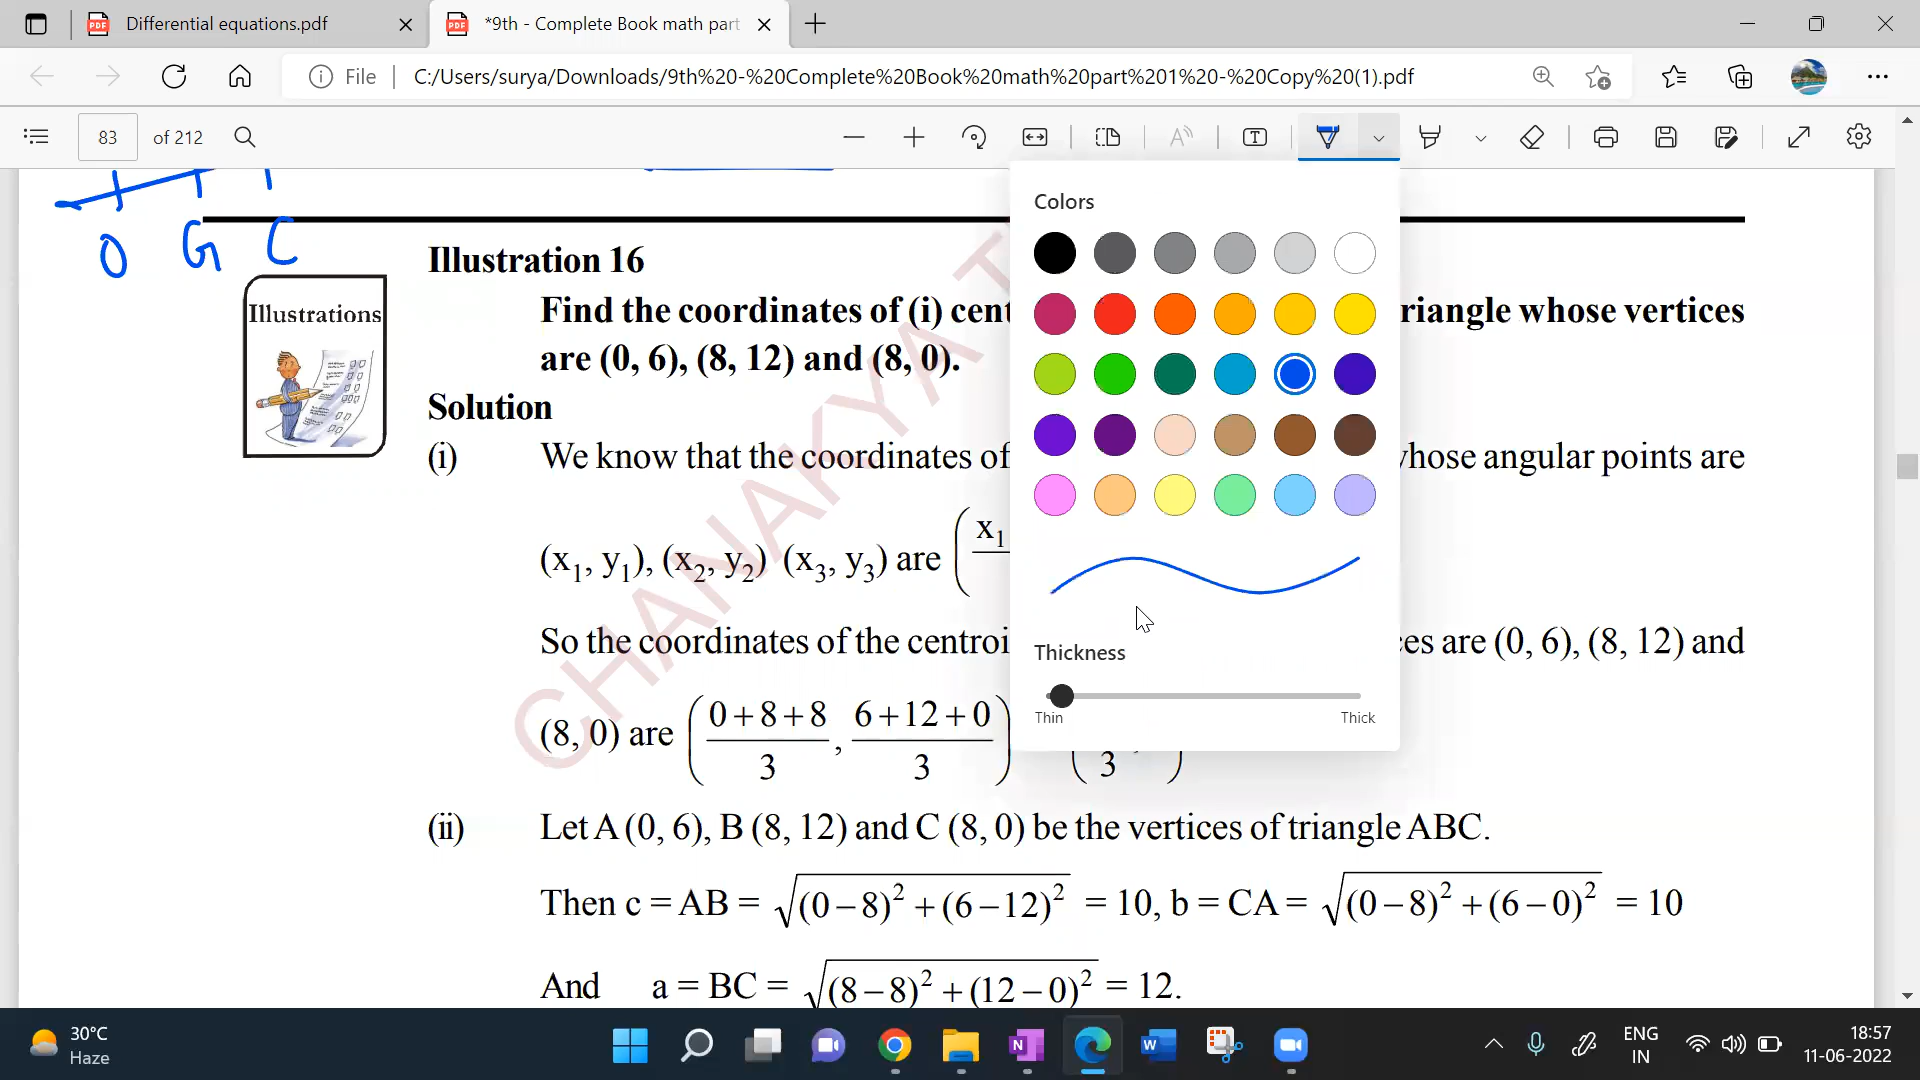 Differential equations.pdf
*9th - Complete Book math part
File
C:/Users/surya/Downloads/9th%20-%20Complete%20Book%20math%20part%201%20-%20Copy%20(1).pdf
83 of 212
O G C
Illustration 16
Illustrations
Find the coordinates of (i) cent riangle whose vertices
are (0, 6), (8, 12) and (8, 0).
Solution
(i) We know that the coordinates of whose angular points are
(x₁, y₁), (x₂, y₂) (x₃, y₃) are (x₁
So the coordinates of the centroi es are (0, 6), (8, 12) and
(8, 0) are ((0+8+8)/3, (6+12+0)/3) ( 3 , )
(ii) Let A (0, 6), B (8, 12) and C (8, 0) be the vertices of triangle ABC.
Then c = AB = √((0−8)² + (6−12)²) = 10, b = CA = √((0−8)² + (6−0)²) = 10
And a = BC = √((8−8)² + (12−0)²) = 12.
CHANAKYA T
Colors
Thickness
Thin Thick
30°C
Haze
ENG
IN
18:57
11-06-2022